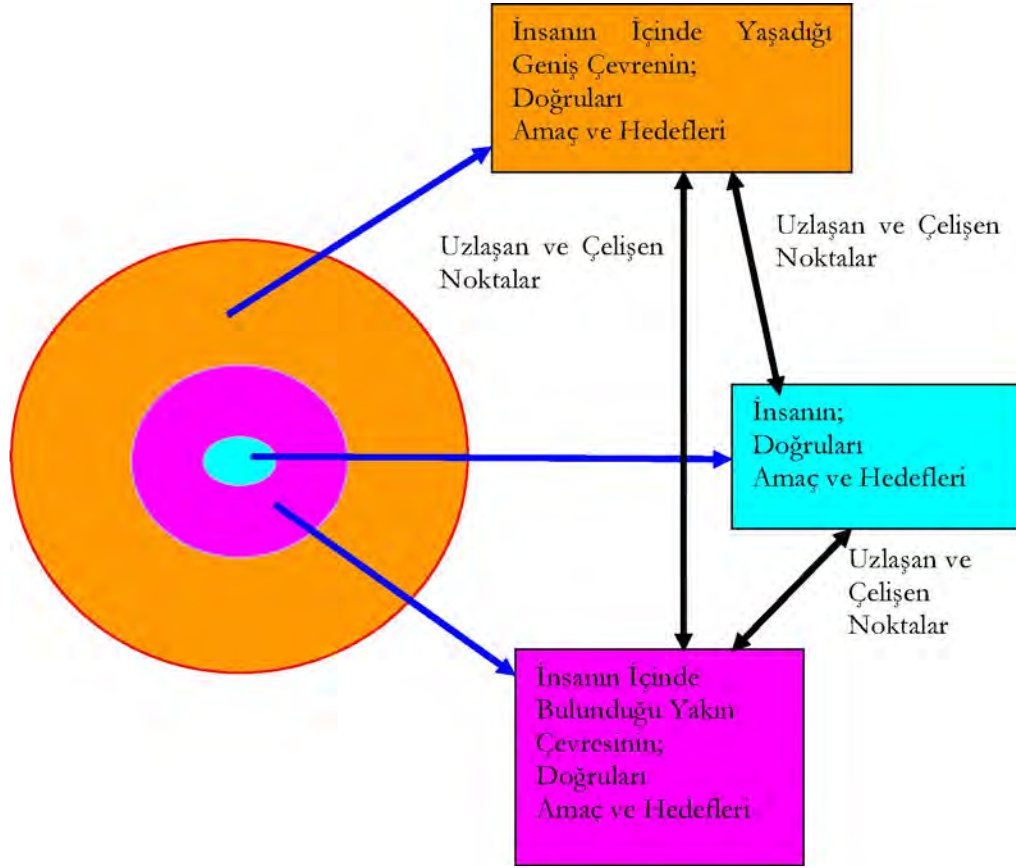 İnsanın İçinde Yaşadığı
Geniş Çevrenin;
Doğruları
Amaç ve Hedefleri
Uzlaşan ve Çelişen
Noktalar
Uzlaşan ve Çelişen
Noktalar
İnsanın;
Doğruları
Amaç ve Hedefleri
Uzlaşan ve
Çelişen
Noktalar
İnsanın İçinde
Bulunduğu Yakın
Çevresinin;
Doğruları
Amaç ve Hedefleri